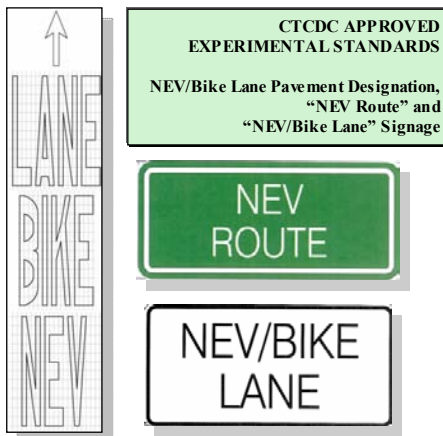 LANE
BIKE
NEV
CTCDC APPROVED
EXPERIMENTAL STANDARDS
NEV/Bike Lane Pavement Designation,
“NEV Route” and
“NEV/Bike Lane” Signage
NEV
ROUTE
NEV/BIKE
LANE